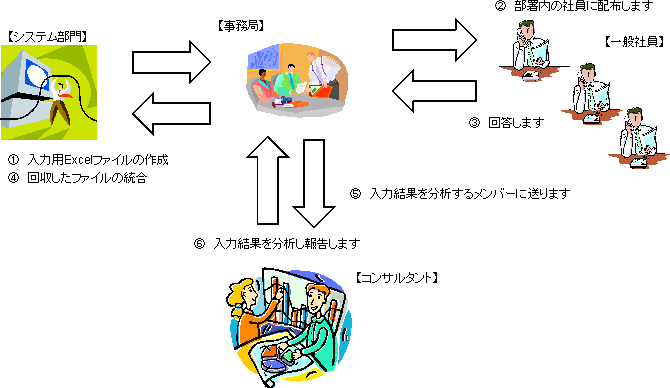 ② 部署内の社員に配布します
【システム部門】
【事務局】
【一般社員】
③ 回答します
① 入力用Excelファイルの作成
④ 回収したファイルの統合
⑤ 入力結果を分析するメンバーに送ります
⑥ 入力結果を分析し報告します
【コンサルタント】